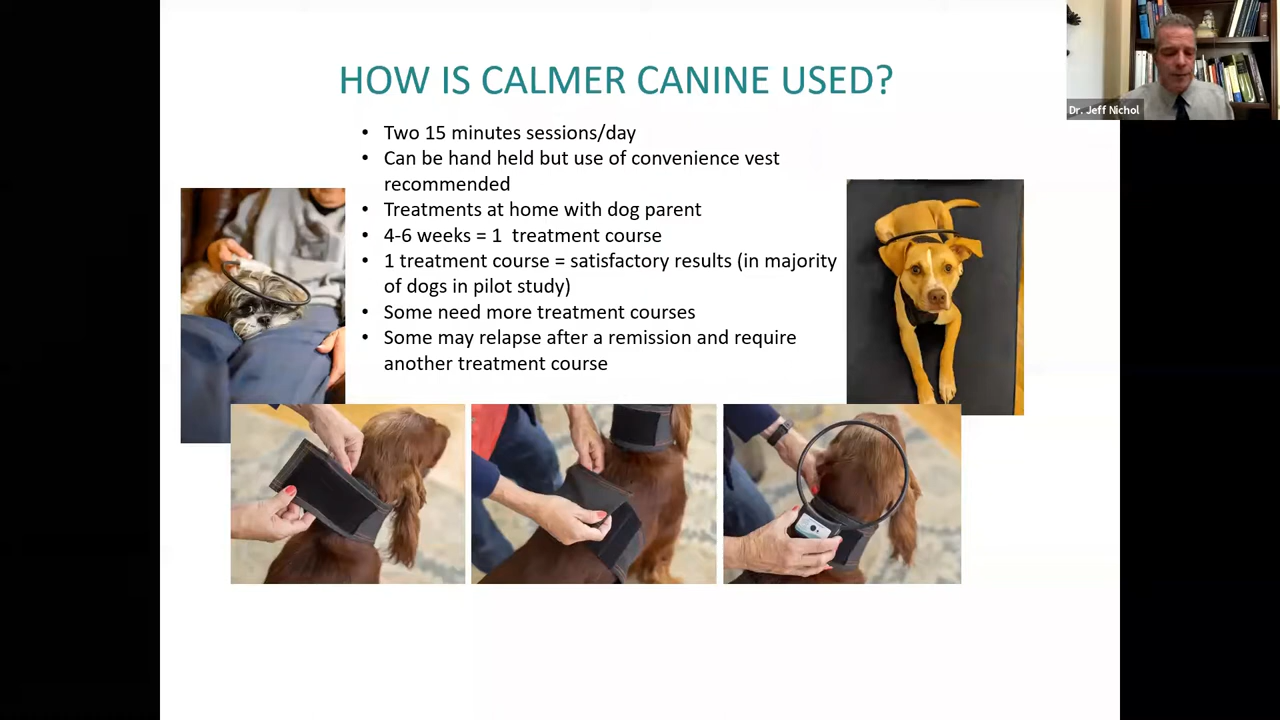 HOW IS CALMER CANINE USED?
Dr. Jeff Nichol
• Two 15 minutes sessions/day
• Can be hand held but use of convenience vest
recommended
• Treatments at home with dog parent
• 4-6 weeks = 1 treatment course
• 1 treatment course = satisfactory results (in majority
of dogs in pilot study)
• Some need more treatment courses
• Some may relapse after a remission and require
another treatment course